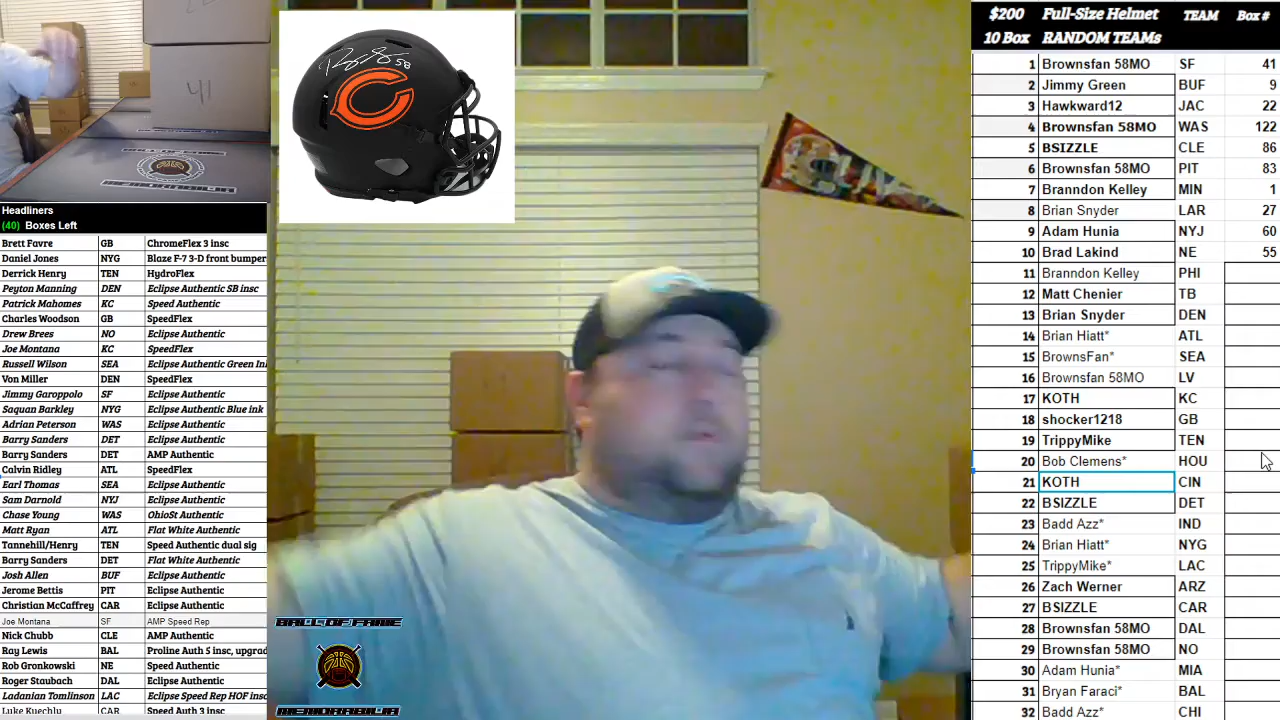 41
58
Headliners
(40) Boxes Left
Brett Favre GB ChromeFlex 3 insc
Daniel Jones NYG Blaze F-7 3-D front bumper
Derrick Henry TEN HydroFlex
Peyton Manning DEN Eclipse Authentic SB insc
Patrick Mahomes KC Speed Authentic
Charles Woodson GB SpeedFlex
Drew Brees NO Eclipse Authentic
Joe Montana KC SpeedFlex
Russell Wilson SEA Eclipse Authentic Green Ink
Von Miller DEN SpeedFlex
Jimmy Garoppolo SF Eclipse Authentic
Saquan Barkley NYG Eclipse Authentic Blue ink
Adrian Peterson WAS Eclipse Authentic
Barry Sanders DET Eclipse Authentic
Barry Sanders DET AMP Authentic
Calvin Ridley ATL SpeedFlex
Earl Thomas SEA Eclipse Authentic
Sam Darnold NYJ Eclipse Authentic
Chase Young WAS OhioSt Authentic
Matt Ryan ATL Flat White Authentic
Tannehill/Henry TEN Speed Authentic dual sig
Barry Sanders DET Flat White Authentic
Josh Allen BUF Eclipse Authentic
Jerome Bettis PIT Eclipse Authentic
Christian McCaffrey CAR Eclipse Authentic
Joe Montana SF AMP Speed Rep
Nick Chubb CLE AMP Authentic
Ray Lewis BAL Proline Auth 5 insc, upgrad
Rob Gronkowski NE Speed Authentic
Roger Staubach DAL Eclipse Authentic
Ladanian Tomlinson LAC Eclipse Speed Rep HOF insc
Luke Kuechly CAR Speed Auth 3 insc
BALL OF FAME
MEMORABILIA
$200 Full-Size Helmet TEAM Box #
10 Box RANDOM TEAMs
1 Brownsfan 58MO SF 41
2 Jimmy Green BUF 9
3 Hawkward12 JAC 22
4 Brownsfan 58MO WAS 122
5 BSIZZLE CLE 86
6 Brownsfan 58MO PIT 83
7 Branndon Kelley MIN 1
8 Brian Snyder LAR 27
9 Adam Hunia NYJ 60
10 Brad Lakind NE 55
11 Branndon Kelley PHI
12 Matt Chenier TB
13 Brian Snyder DEN
14 Brian Hiatt* ATL
15 BrownsFan* SEA
16 Brownsfan 58MO LV
17 KOTH KC
18 shocker1218 GB
19 TrippyMike TEN
20 Bob Clemens* HOU
21 KOTH CIN
22 BSIZZLE DET
23 Badd Azz* IND
24 Brian Hiatt* NYG
25 TrippyMike* LAC
26 Zach Werner ARZ
27 BSIZZLE CAR
28 Brownsfan 58MO DAL
29 Brownsfan 58MO NO
30 Adam Hunia* MIA
31 Bryan Faraci* BAL
32 Badd Azz* CHI